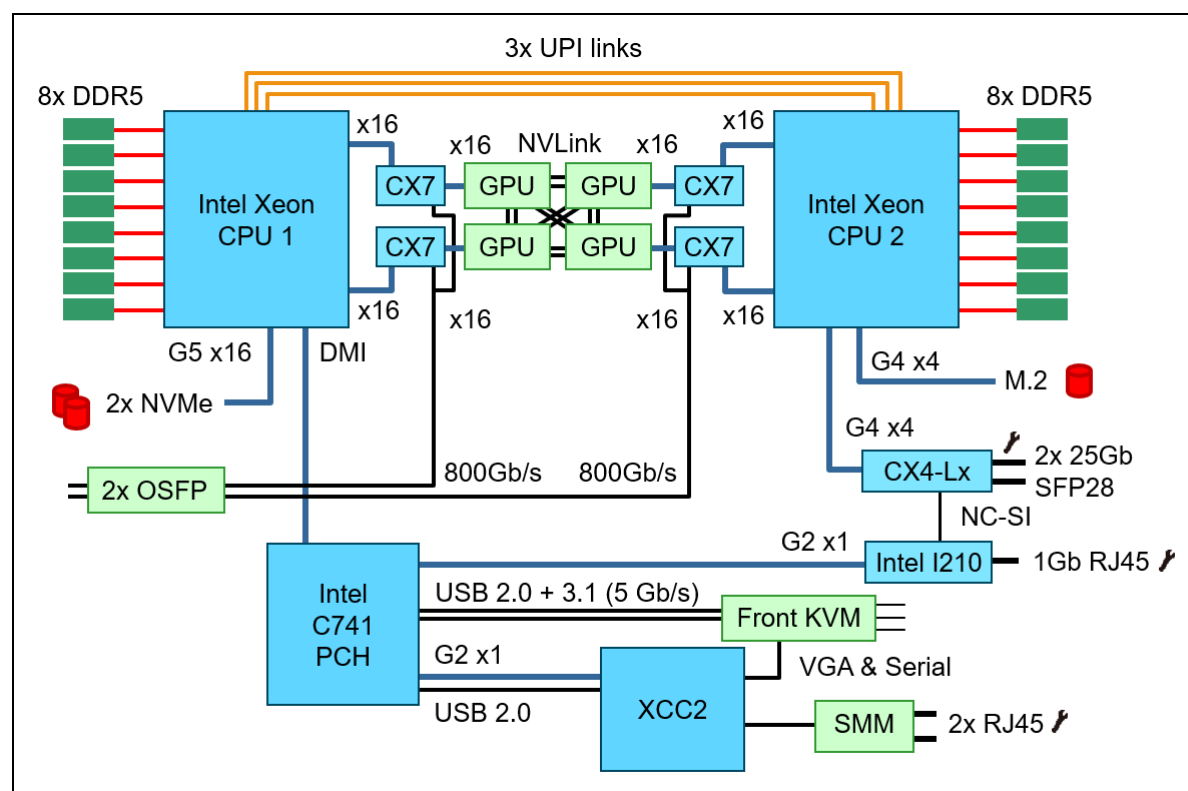 3x UPI links
8x DDR5
8x DDR5
x16
x16
NVLink
x16
x16
CX7
GPU
GPU
CX7
Intel Xeon
CPU 1
Intel Xeon
CPU 2
CX7
GPU
GPU
CX7
x16
x16
x16
x16
G5 x16
DMI
G4 x4
2x NVMe
M.2
G4 x4
800Gb/s
800Gb/s
CX4-Lx
2x 25Gb
SFP28
2x OSFP
NC-SI
G2 x1
Intel I210
1Gb RJ45
Intel
C741
PCH
USB 2.0 + 3.1 (5 Gb/s)
Front KVM
G2 x1
VGA & Serial
USB 2.0
XCC2
SMM
2x RJ45